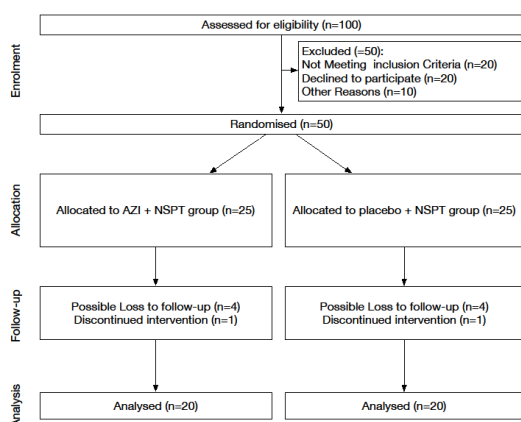 Assessed for eligibility (n=100)
Enrolment
Excluded (=50):
Not Meeting inclusion Criteria (n=20)
Declined to participate (n=20)
Other Reasons (n=10)
Randomised (n=50)
Allocation
Allocated to AZI + NSPT group (n=25)
Allocated to placebo + NSPT group (n=25)
Follow-up
Possible Loss to follow-up (n=4)
Discontinued intervention (n=1)
Possible Loss to follow-up (n=4)
Discontinued intervention (n=1)
Analysis
Analysed (n=20)
Analysed (n=20)